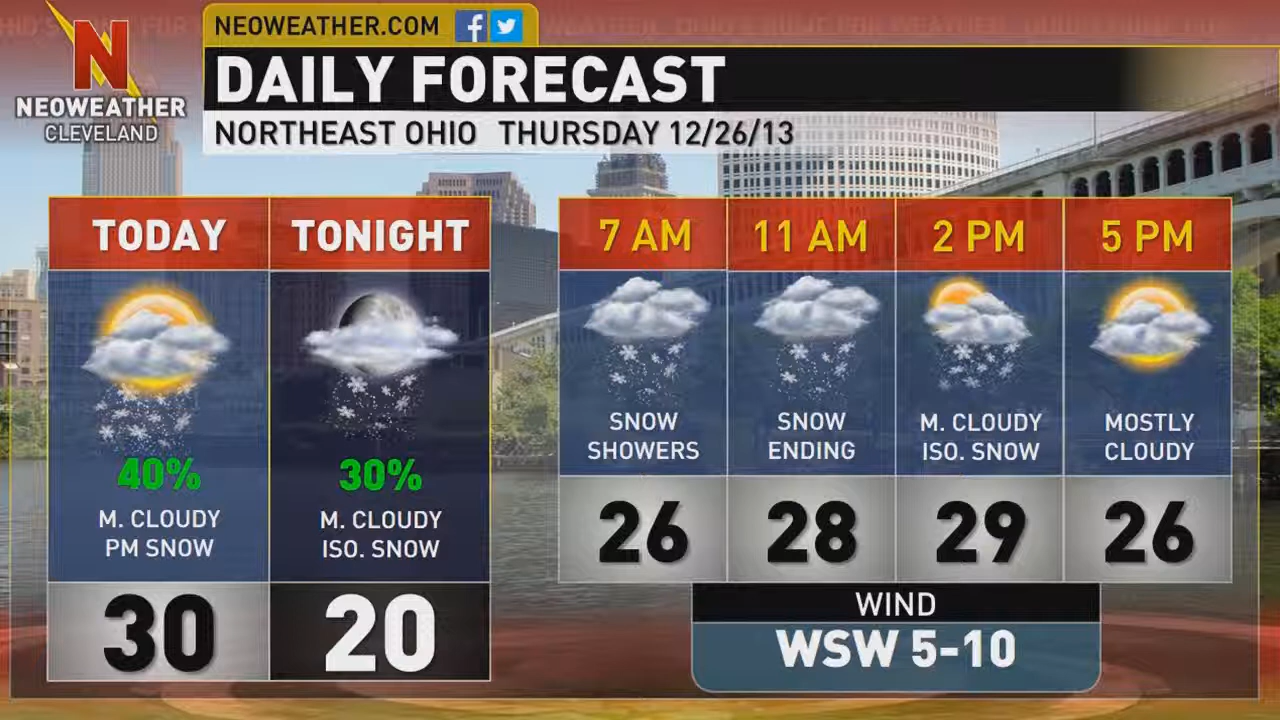 N
NEOWEATHER
CLEVELAND
NEOWEATHER.COM
DAILY FORECAST
NORTHEAST OHIO THURSDAY 12/26/13
TODAY
40%
M. CLOUDY
PM SNOW
30
TONIGHT
30%
M. CLOUDY
ISO. SNOW
20
7 AM
SNOW
SHOWERS
26
11 AM
SNOW
ENDING
28
2 PM
M. CLOUDY
ISO. SNOW
29
5 PM
MOSTLY
CLOUDY
26
WIND
WSW 5-10